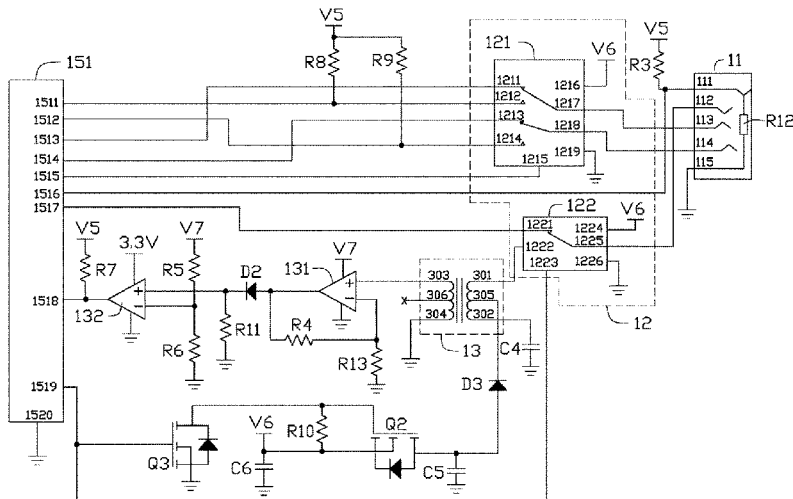 V5
121
V6
V5
11
151
R8
R9
R3
1211
1216
111
1511
1212
1217
112
R12
1512
1213
1218
113
1513
1214
1219
114
1514
1215
115
1515
1516
1517
122
V6
1221
1224
V5
V7
1222
1225
3.3V
V7
1223
1226
R7
R5
D2
131
303
301
1518
306
305
132
R11
R4
304
302
12
R6
R13
13
C4
D3
1519
V6
R10
Q2
1520
Q3
C6
C5